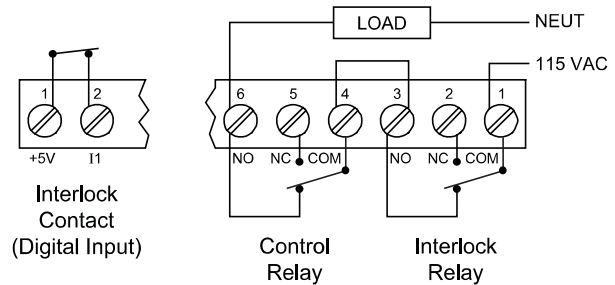 LOAD
NEUT
115 VAC
1 2
6 5 4 3 2 1
+5V I1
NO NC COM NO NC COM
Interlock
Contact
(Digital Input)
Control
Relay
Interlock
Relay